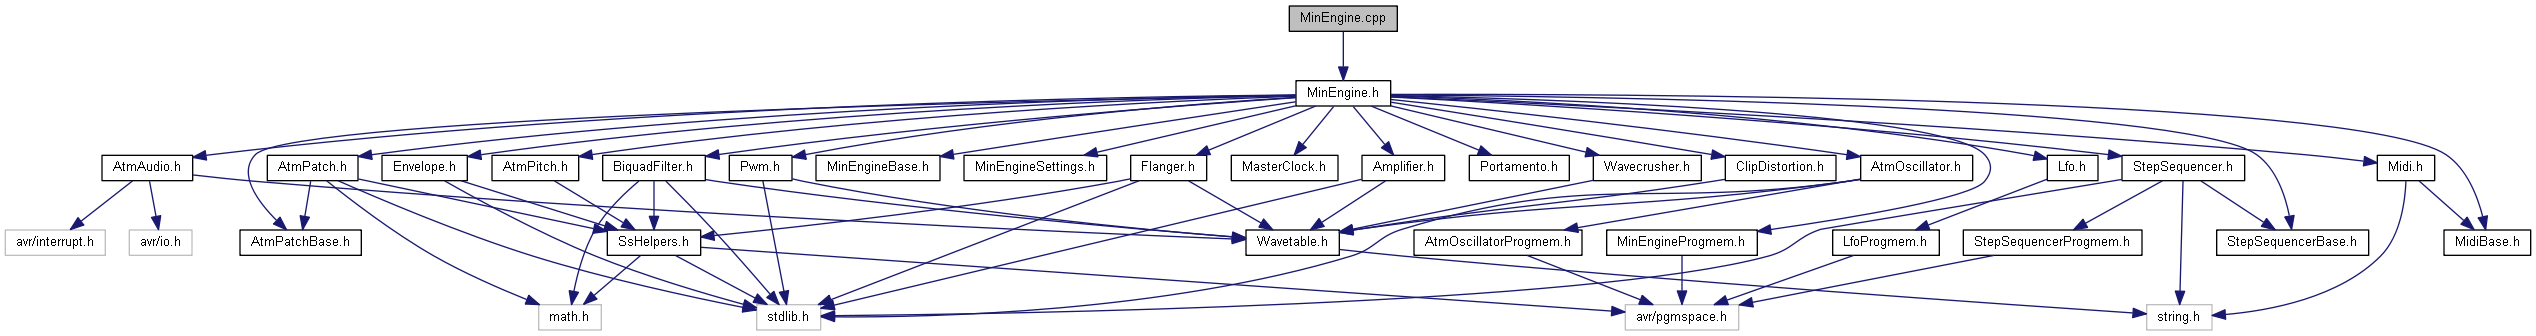 MinEngine.cpp
MinEngine.h
AtmAudio.h
AtmPatch.h
Envelope.h
AtmPitch.h
BiquadFilter.h
Pwm.h
MinEngineBase.h
MinEngineSettings.h
Flanger.h
MasterClock.h
Amplifier.h
Portamento.h
Wavecrusher.h
ClipDistortion.h
AtmOscillator.h
Lfo.h
StepSequencer.h
Midi.h
avr/interrupt.h
avr/io.h
AtmPatchBase.h
SsHelpers.h
Wavetable.h
AtmOscillatorProgmem.h
MinEngineProgmem.h
LfoProgmem.h
StepSequencerProgmem.h
StepSequencerBase.h
MidiBase.h
math.h
stdlib.h
avr/pgmspace.h
string.h